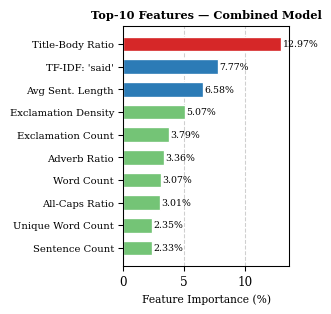 Top-10 Features — Combined Model
Title-Body Ratio 12.97%
TF-IDF: 'said' 7.77%
Avg Sent. Length 6.58%
Exclamation Density 5.07%
Exclamation Count 3.79%
Adverb Ratio 3.36%
Word Count 3.07%
All-Caps Ratio 3.01%
Unique Word Count 2.35%
Sentence Count 2.33%
0 5 10
Feature Importance (%)